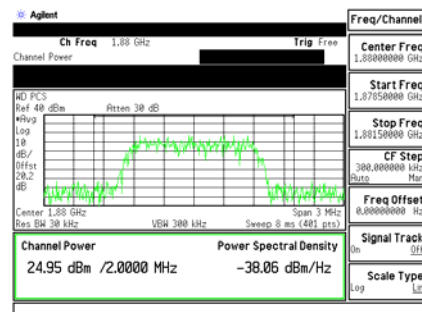 Agilent
Freq/Channel
Ch Freq 1.88 GHz Trig Free
Channel Power
Center Freq
1.88000000 GHz
Start Freq
1.87850000 GHz
Stop Freq
1.88150000 GHz
CF Step
300.000000 kHz
Auto Man
Freq Offset
0.00000000 Hz
Signal Track
On Off
Scale Type
Log Lin
WD PCS
Ref 40 dBm Atten 30 dB
#Avg
Log
10
dB/
Offst
20.2
dB
Center 1.88 GHz Span 3 MHz
Res BW 30 kHz VBW 300 kHz Sweep 8 ms (401 pts)
Channel Power Power Spectral Density
24.95 dBm /2.0000 MHz -38.06 dBm/Hz